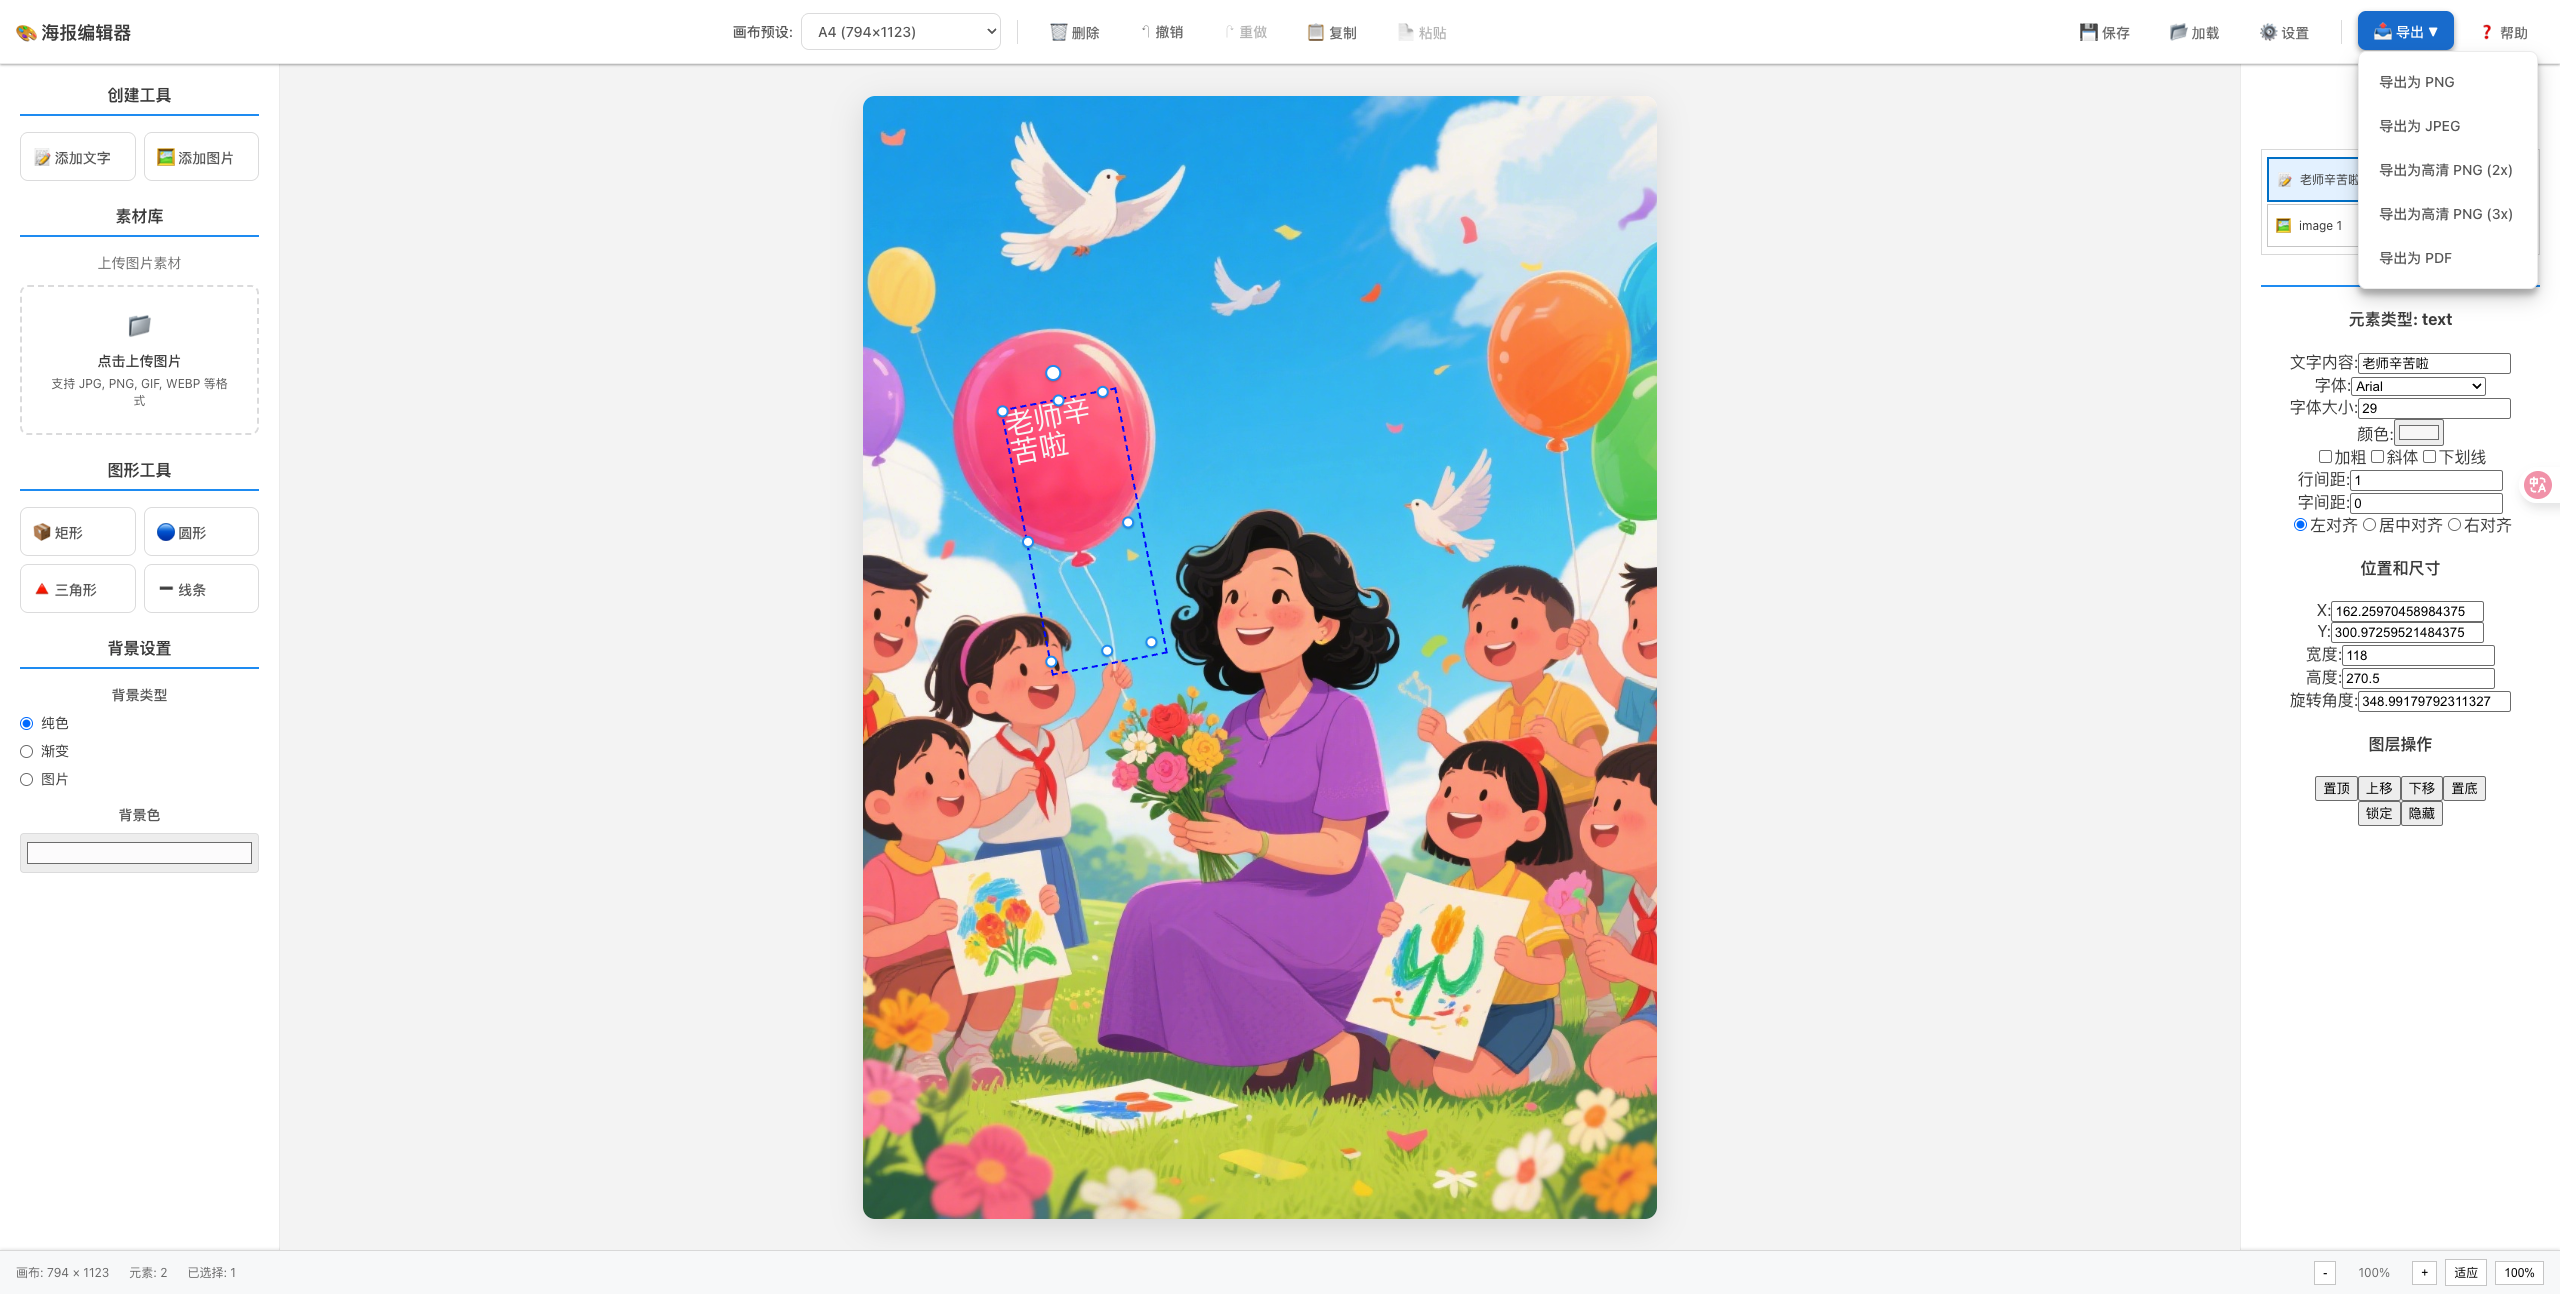 海报编辑器
画布预设:
A4 (794×1123)
删除
撤销
重做
复制
粘贴
保存
加载
设置
导出 ▼
帮助
创建工具
添加文字
添加图片
素材库
上传图片素材
点击上传图片
支持 JPG, PNG, GIF, WEBP 等格
式
图形工具
矩形
圆形
三角形
线条
背景设置
背景类型
纯色
渐变
图片
背景色
老师辛
苦啦
导出为 PNG
导出为 JPEG
导出为高清 PNG (2x)
导出为高清 PNG (3x)
导出为 PDF
老师辛苦啦
image 1
元素类型: text
文字内容:老师辛苦啦
字体:Arial
字体大小:29
颜色:
加粗 斜体 下划线
行间距:1
字间距:0
左对齐 居中对齐 右对齐
位置和尺寸
X:162.25970458984375
Y:300.97259521484375
宽度:118
高度:270.5
旋转角度:348.99179792311327
图层操作
置顶 上移 下移 置底
锁定 隐藏
画布: 794 × 1123
元素: 2
已选择: 1
-
100%
+
适应
100%